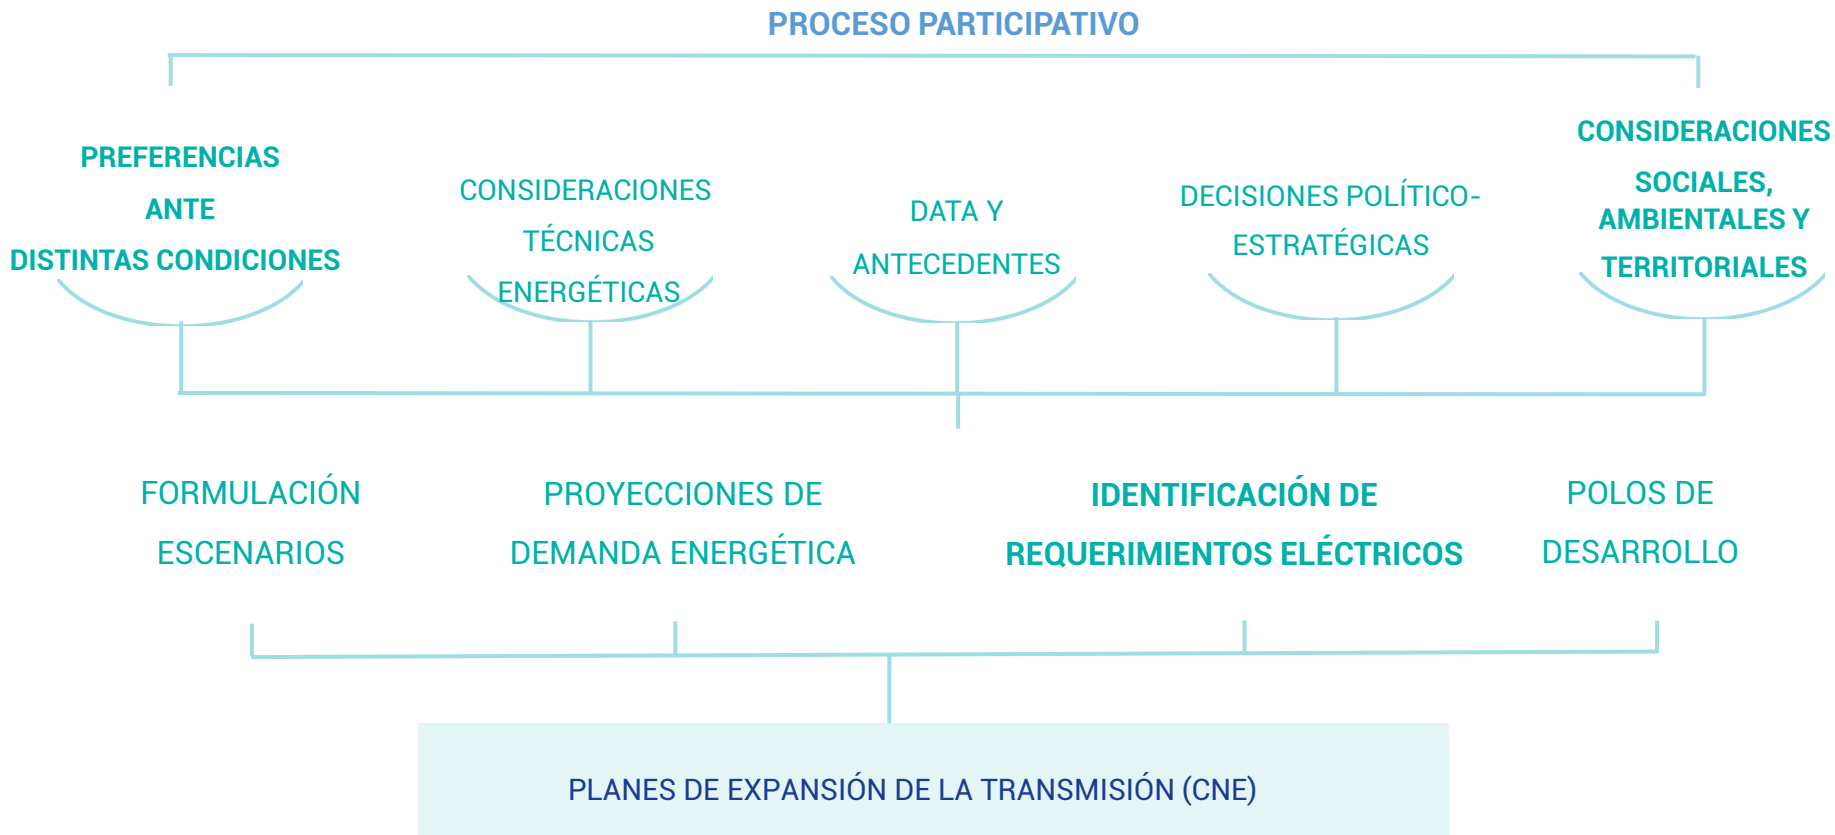 PROCESO PARTICIPATIVO
PREFERENCIAS
ANTE
DISTINTAS CONDICIONES
CONSIDERACIONES
TÉCNICAS
ENERGÉTICAS
DATA Y
ANTECEDENTES
DECISIONES POLÍTICO-
ESTRATÉGICAS
CONSIDERACIONES
SOCIALES,
AMBIENTALES Y
TERRITORIALES
FORMULACIÓN
ESCENARIOS
PROYECCIONES DE
DEMANDA ENERGÉTICA
IDENTIFICACIÓN DE
REQUERIMIENTOS ELÉCTRICOS
POLOS DE
DESARROLLO
PLANES DE EXPANSIÓN DE LA TRANSMISIÓN (CNE)